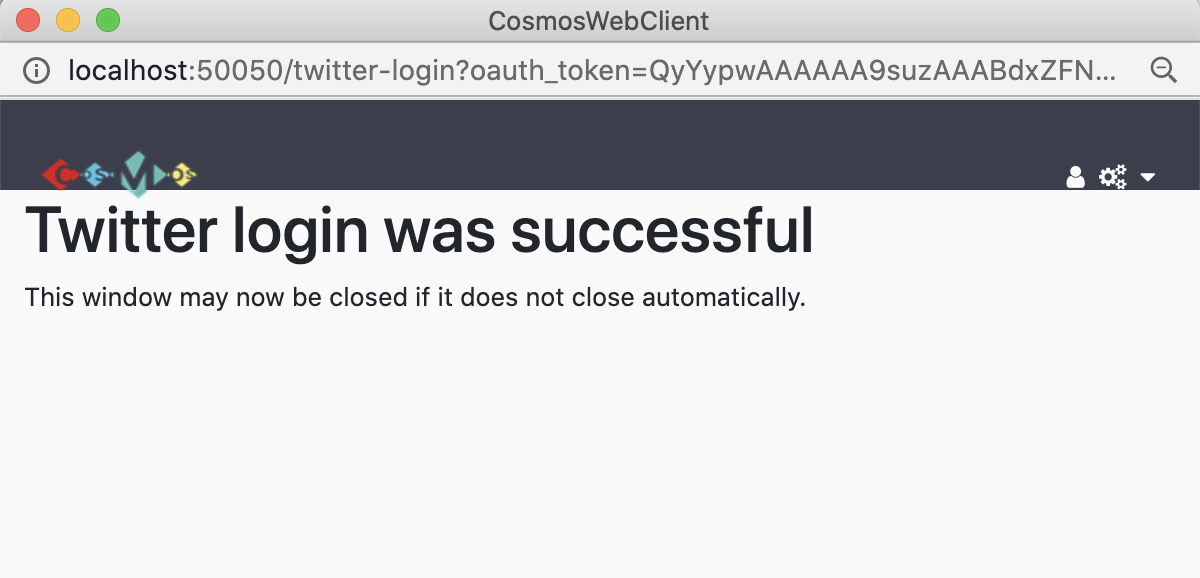 CosmosWebClient
localhost:50050/twitter-login?oauth_token=QyYypwAAAAAA9suzAAABdxZFN...
COSMOS
Twitter login was successful
This window may now be closed if it does not close automatically.